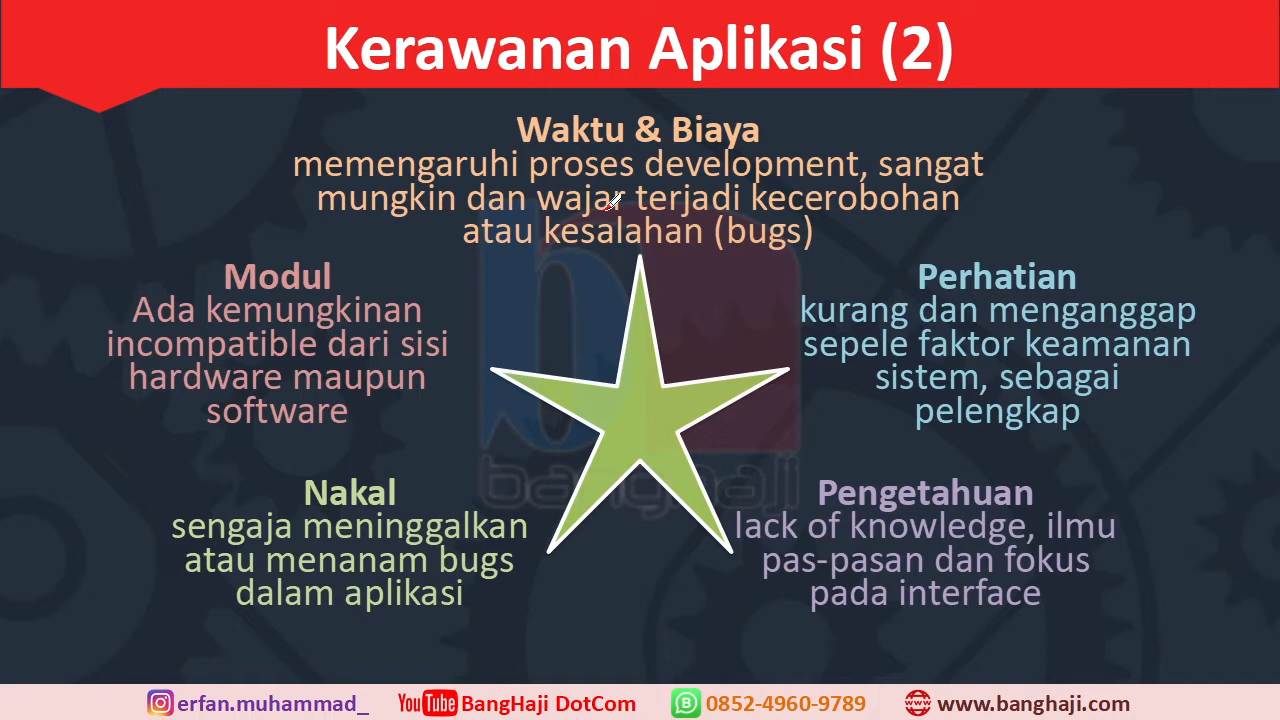 Kerawanan Aplikasi (2)
Waktu & Biaya
memengaruhi proses development, sangat
mungkin dan wajar terjadi kecerobohan
atau kesalahan (bugs)
Modul
Ada kemungkinan
incompatible dari sisi
hardware maupun
software
Perhatian
kurang dan menganggap
sepele faktor keamanan
sistem, sebagai
pelengkap
Nakal
sengaja meninggalkan
atau menanam bugs
dalam aplikasi
Pengetahuan
lack of knowledge, ilmu
pas-pasan dan fokus
pada interface
banghaji
erfan.muhammad_
YouTube BangHaji DotCom
0852-4960-9789
www.banghaji.com